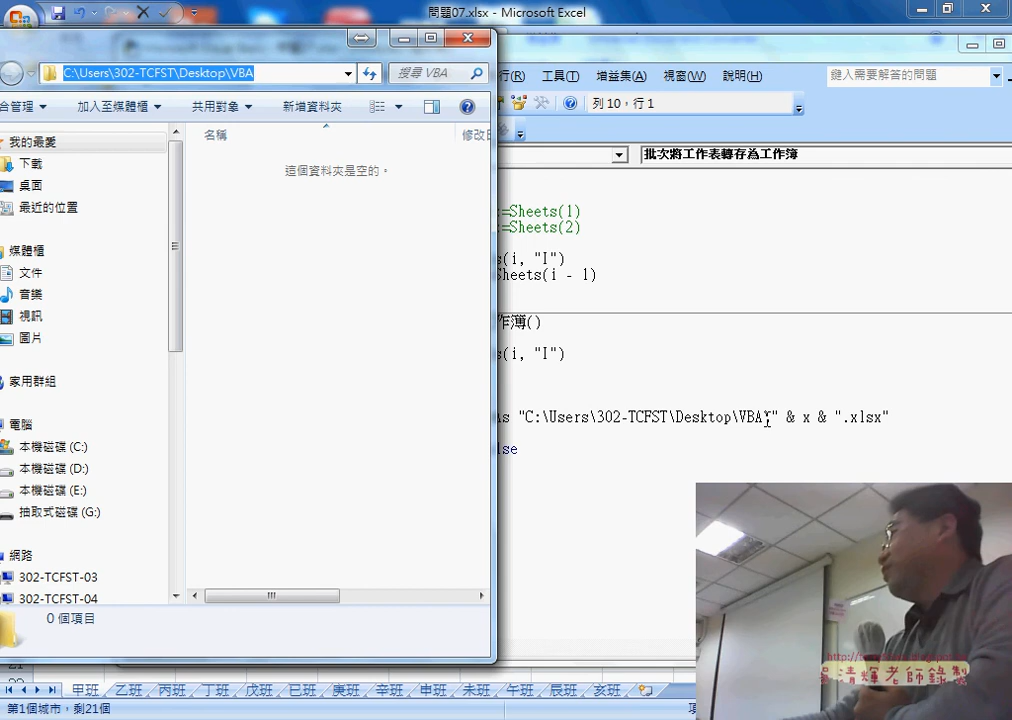 問題07.xlsx - Microsoft Excel
C:\Users\302-TCFST\Desktop\VBA
搜尋 VBA
合管理
加入至媒體櫃
共用對象
新增資料夾
行(R) 工具(T) 增益集(A) 視窗(W) 說明(H)
鍵入需要解答的問題
列 10，行 1
批次將工作表轉存為工作簿
名稱
修改日
這個資料夾是空的。
我的最愛
下載
桌面
最近的位置
媒體櫃
文件
音樂
視訊
圖片
家用群組
電腦
本機磁碟 (C:)
本機磁碟 (D:)
本機磁碟 (E:)
抽取式磁碟 (G:)
網路
302-TCFST-03
302-TCFST-04
0 個項目
=Sheets(1)
=Sheets(2)
s(i, "I")
Sheets(i - 1)
作簿()
s(i, "I")
As "C:\Users\302-TCFST\Desktop\VBA\" & x & ".xlsx"
lse
吳清輝老師錄製
甲班 乙班 丙班 丁班 戊班 已班 庚班 辛班 申班 未班 午班 辰班 亥班
第1個城市，剩21個